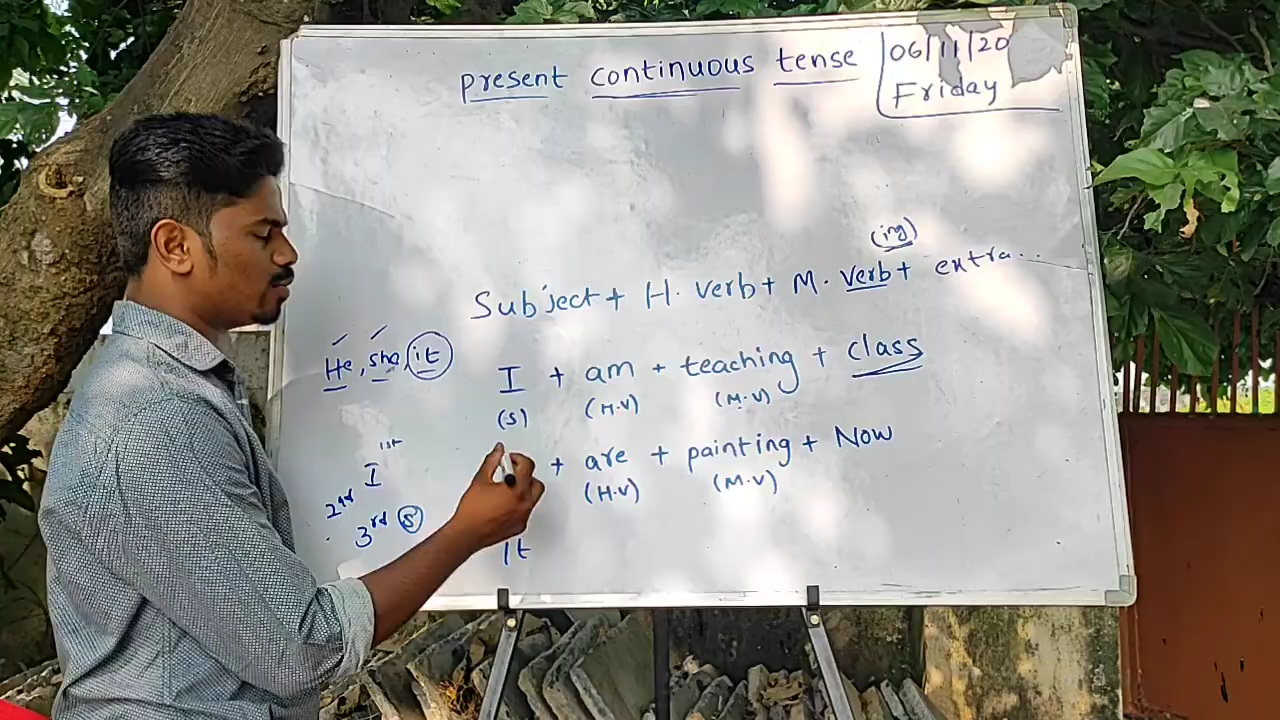 present continuous tense
06/11/20
Friday
(ing)
Subject + H. verb + M. verb + extra...
He, she, it
I + am + teaching + class
(S) (H.V) (M.V)
+ are + painting + Now
(H.V) (M.V)
1st
I
2nd
3rd S
It